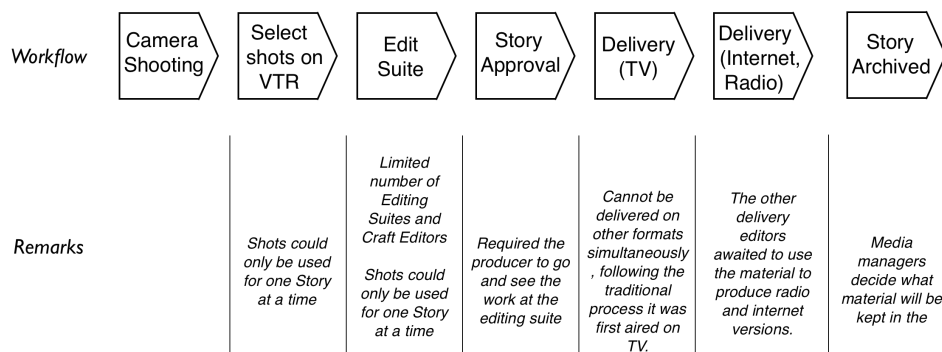 Workflow
Camera
Shooting
Select
shots on
VTR
Edit
Suite
Story
Approval
Delivery
(TV)
Delivery
(Internet,
Radio)
Story
Archived
Remarks
Shots could
only be used
for one Story
at a time
Limited
number of
Editing
Suites and
Craft Editors
Shots could
only be used
for one Story
at a time
Required the
producer to go
and see the
work at the
editing suite
Cannot be
delivered on
other formats
simultaneously
, following the
traditional
process it was
first aired on
TV.
The other
delivery
editors
awaited to use
the material to
produce radio
and internet
versions.
Media
managers
decide what
material will be
kept in the